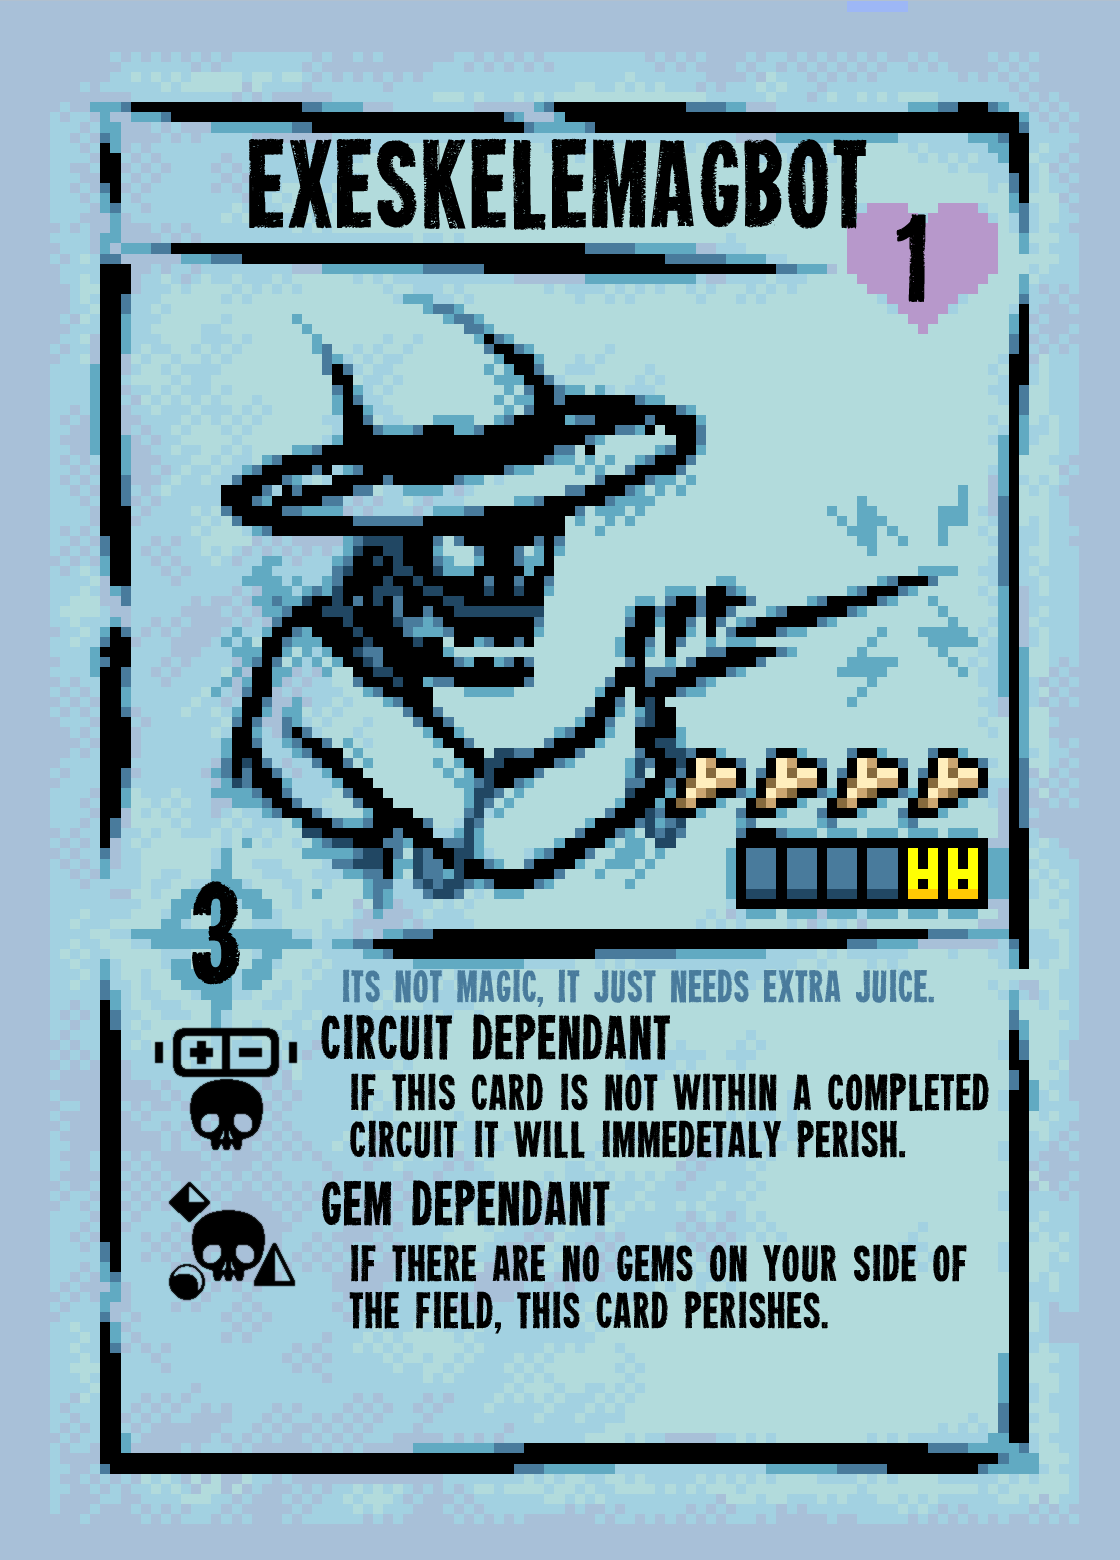 EXESKELEMAGBOT
1
3
ITS NOT MAGIC, IT JUST NEEDS EXTRA JUICE.
CIRCUIT DEPENDANT
IF THIS CARD IS NOT WITHIN A COMPLETED
CIRCUIT IT WILL IMMEDETALY PERISH.
GEM DEPENDANT
IF THERE ARE NO GEMS ON YOUR SIDE OF
THE FIELD, THIS CARD PERISHES.